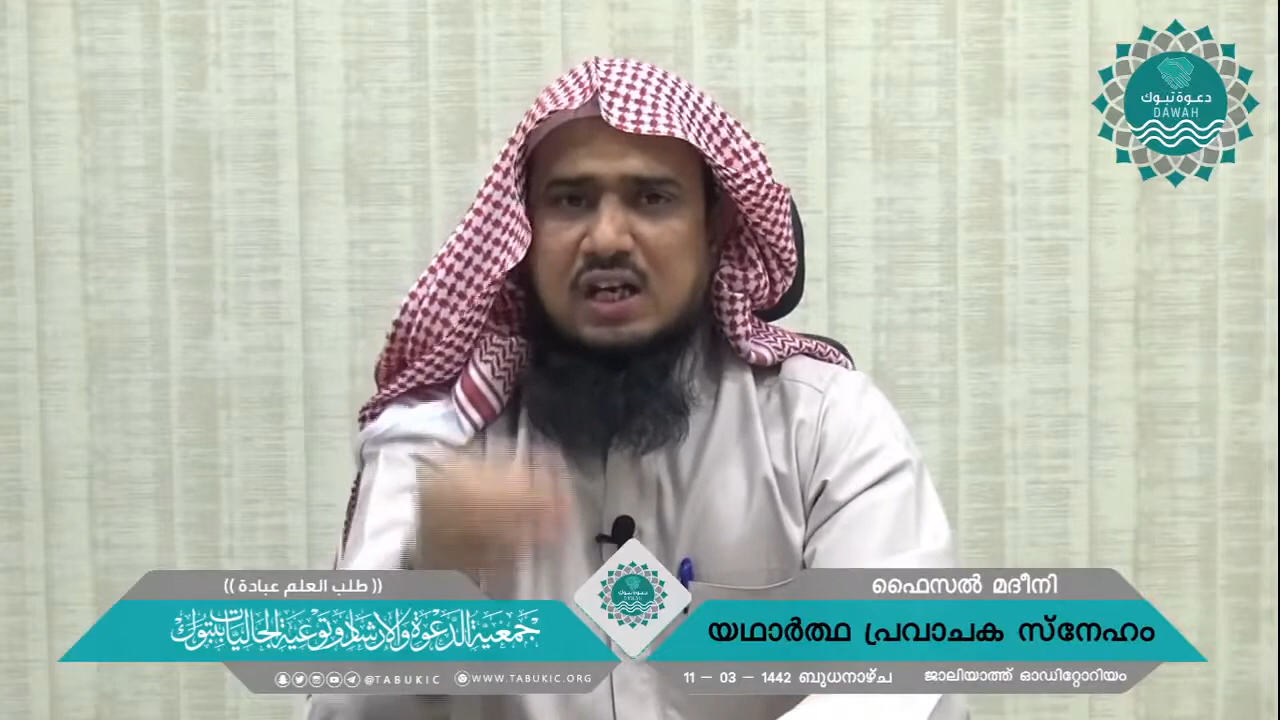 دعوة تبوك
DAWAH
(( طلب العلم عبادة ))
جمعية الدعوة والإرشاد وتوعية الجاليات بتبوك
@TABUKIC WWW.TABUKIC.ORG
ഫൈസൽ മദീനി
യഥാർത്ഥ പ്രവാചക സ്നേഹം
11 – 03 – 1442 ബുധനാഴ്ച ജാലിയാത്ത് ഓഡിറ്റോറിയം